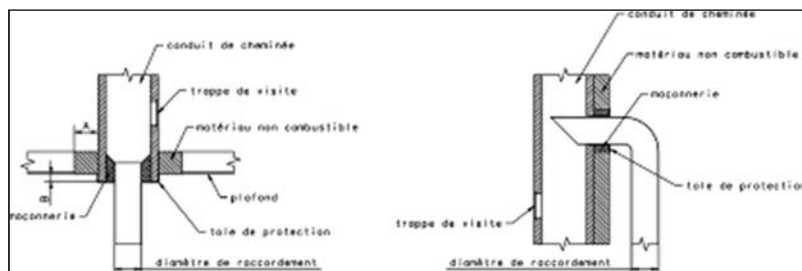 conduit de cheminée
trappe de visite
matériau non combustible
A
B
maçonnerie
plafond
tole de protection
diamètre de raccordement
conduit de cheminée
matériau non combustible
maçonnerie
tole de protection
trappe de visite
diamètre de raccordement